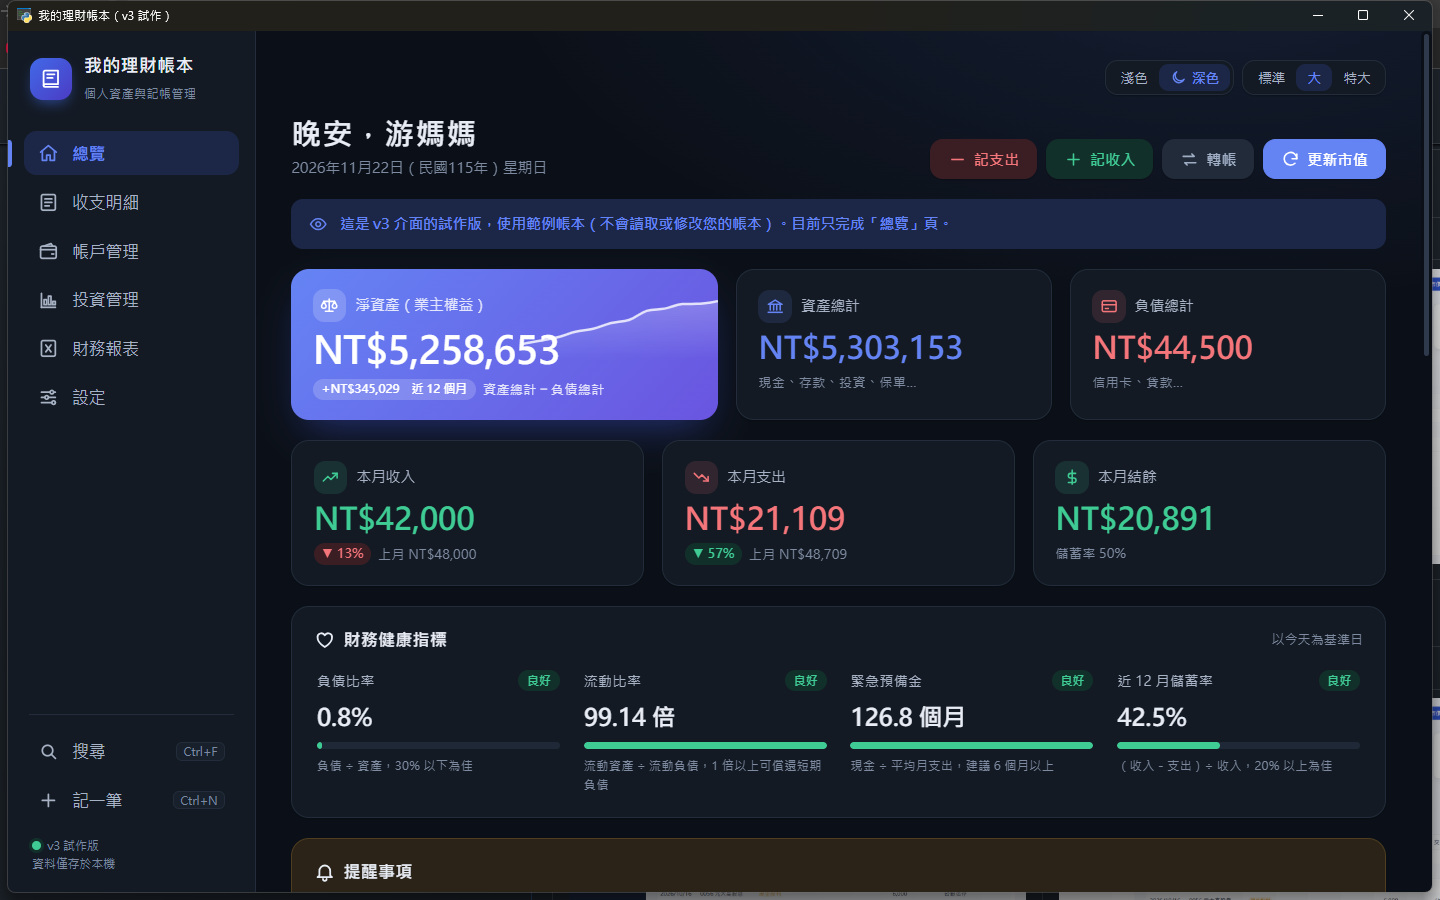 我的理財帳本（v3 試作）
我的理財帳本
個人資產與記帳管理
總覽
收支明細
帳戶管理
投資管理
財務報表
設定
搜尋 Ctrl+F
記一筆 Ctrl+N
v3 試作版
資料僅存於本機
淺色 深色 標準 大 特大
晚安，游媽媽
2026年11月22日（民國115年）星期日
記支出 記收入 轉帳 更新市值
這是 v3 介面的試作版，使用範例帳本（不會讀取或修改您的帳本）。目前只完成「總覽」頁。
淨資產（業主權益）
NT$5,258,653
+NT$345,029 近 12 個月 資產總計 − 負債總計
資產總計
NT$5,303,153
現金、存款、投資、保單...
負債總計
NT$44,500
信用卡、貸款...
本月收入
NT$42,000
▼ 13% 上月 NT$48,000
本月支出
NT$21,109
▼ 57% 上月 NT$48,709
本月結餘
NT$20,891
儲蓄率 50%
財務健康指標 以今天為基準日
負債比率 良好
0.8%
負債 ÷ 資產，30% 以下為佳
流動比率 良好
99.14 倍
流動資產 ÷ 流動負債，1 倍以上可償還短期
負債
緊急預備金 良好
126.8 個月
現金 ÷ 平均月支出，建議 6 個月以上
近 12 月儲蓄率 良好
42.5%
（收入 - 支出）÷ 收入，20% 以上為佳
提醒事項